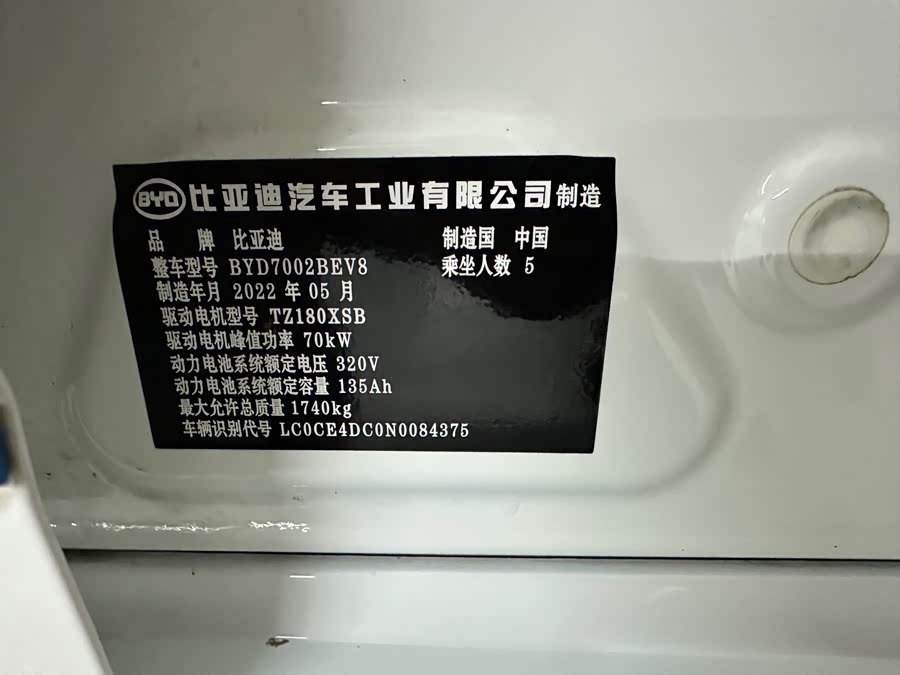 BYD 比亚迪汽车工业有限公司制造
品 牌 比亚迪 制造国 中国
整车型号 BYD7002BEV8 乘坐人数 5
制造年月 2022 年 05 月
驱动电机型号 TZ180XSB
驱动电机峰值功率 70kW
动力电池系统额定电压 320V
动力电池系统额定容量 135Ah
最大允许总质量 1740kg
车辆识别代号 LC0CE4DC0N0084375